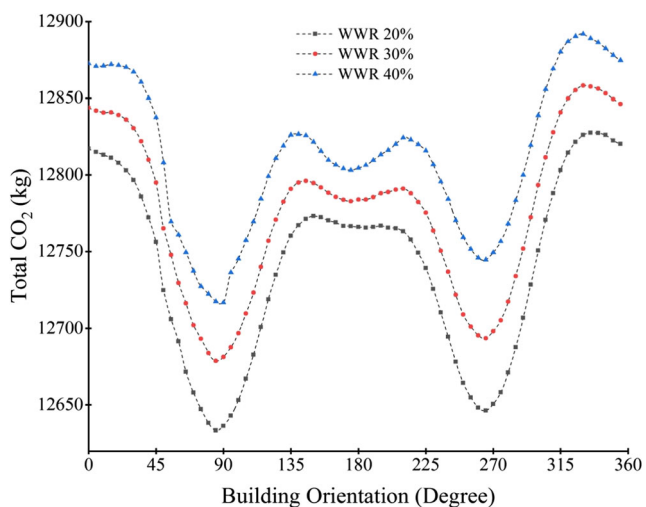 12900
12850
12800
12750
12700
12650
Total CO₂ (kg)
WWR 20%
WWR 30%
WWR 40%
0 45 90 135 180 225 270 315 360
Building Orientation (Degree)